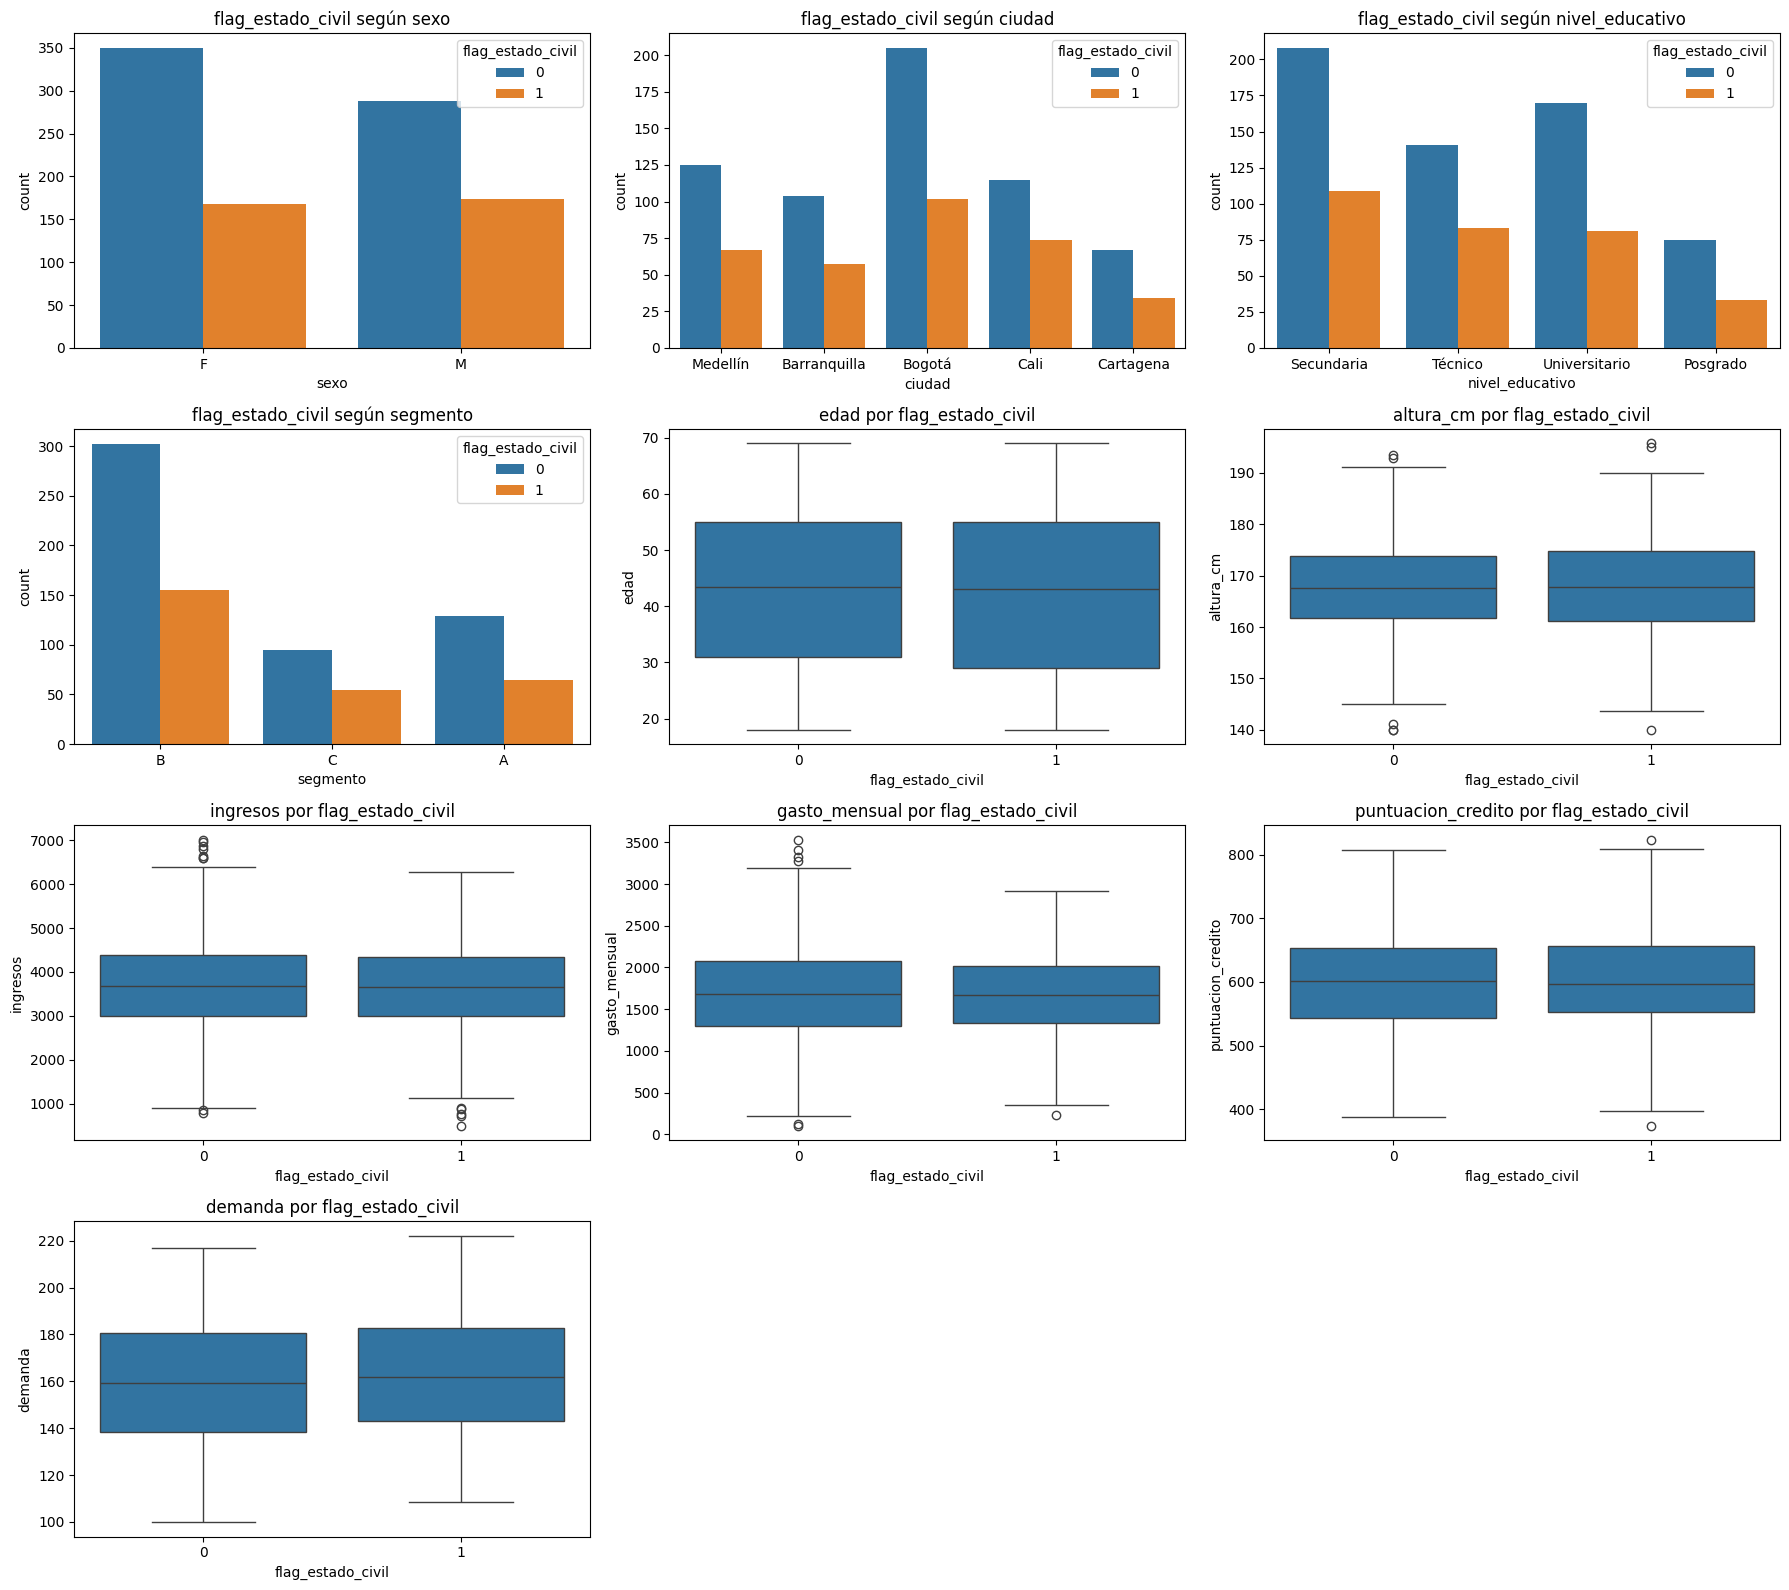 flag_estado_civil según sexo
350
300
250
200
150
100
50
0
count
F
M
sexo
flag_estado_civil
0
1
flag_estado_civil según ciudad
200
175
150
125
100
75
50
25
0
count
Medellín
Barranquilla
Bogotá
Cali
Cartagena
ciudad
flag_estado_civil
0
1
flag_estado_civil según nivel_educativo
200
175
150
125
100
75
50
25
0
count
Secundaria
Técnico
Universitario
Posgrado
nivel_educativo
flag_estado_civil
0
1
flag_estado_civil según segmento
300
250
200
150
100
50
0
count
B
C
A
segmento
flag_estado_civil
0
1
edad por flag_estado_civil
70
60
50
40
30
20
edad
0
1
flag_estado_civil
altura_cm por flag_estado_civil
190
180
170
160
150
140
altura_cm
0
1
flag_estado_civil
ingresos por flag_estado_civil
7000
6000
5000
4000
3000
2000
1000
ingresos
0
1
flag_estado_civil
gasto_mensual por flag_estado_civil
3500
3000
2500
2000
1500
1000
500
0
gasto_mensual
0
1
flag_estado_civil
puntuacion_credito por flag_estado_civil
800
700
600
500
400
puntuacion_credito
0
1
flag_estado_civil
demanda por flag_estado_civil
220
200
180
160
140
120
100
demanda
0
1
flag_estado_civil